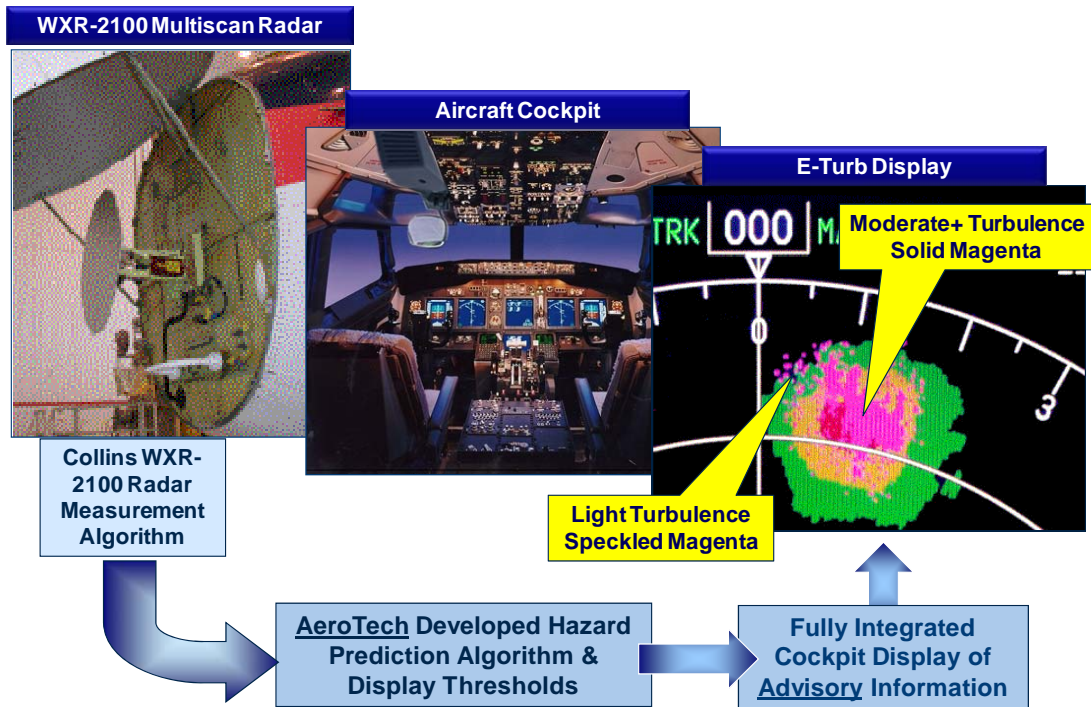 WXR-2100 Multiscan Radar
Aircraft Cockpit
E-Turb Display
TRK
000
Moderate+ Turbulence
Solid Magenta
0
3
Light Turbulence
Speckled Magenta
Collins WXR-
2100 Radar
Measurement
Algorithm
AeroTech Developed Hazard
Prediction Algorithm &
Display Thresholds
Fully Integrated
Cockpit Display of
Advisory Information